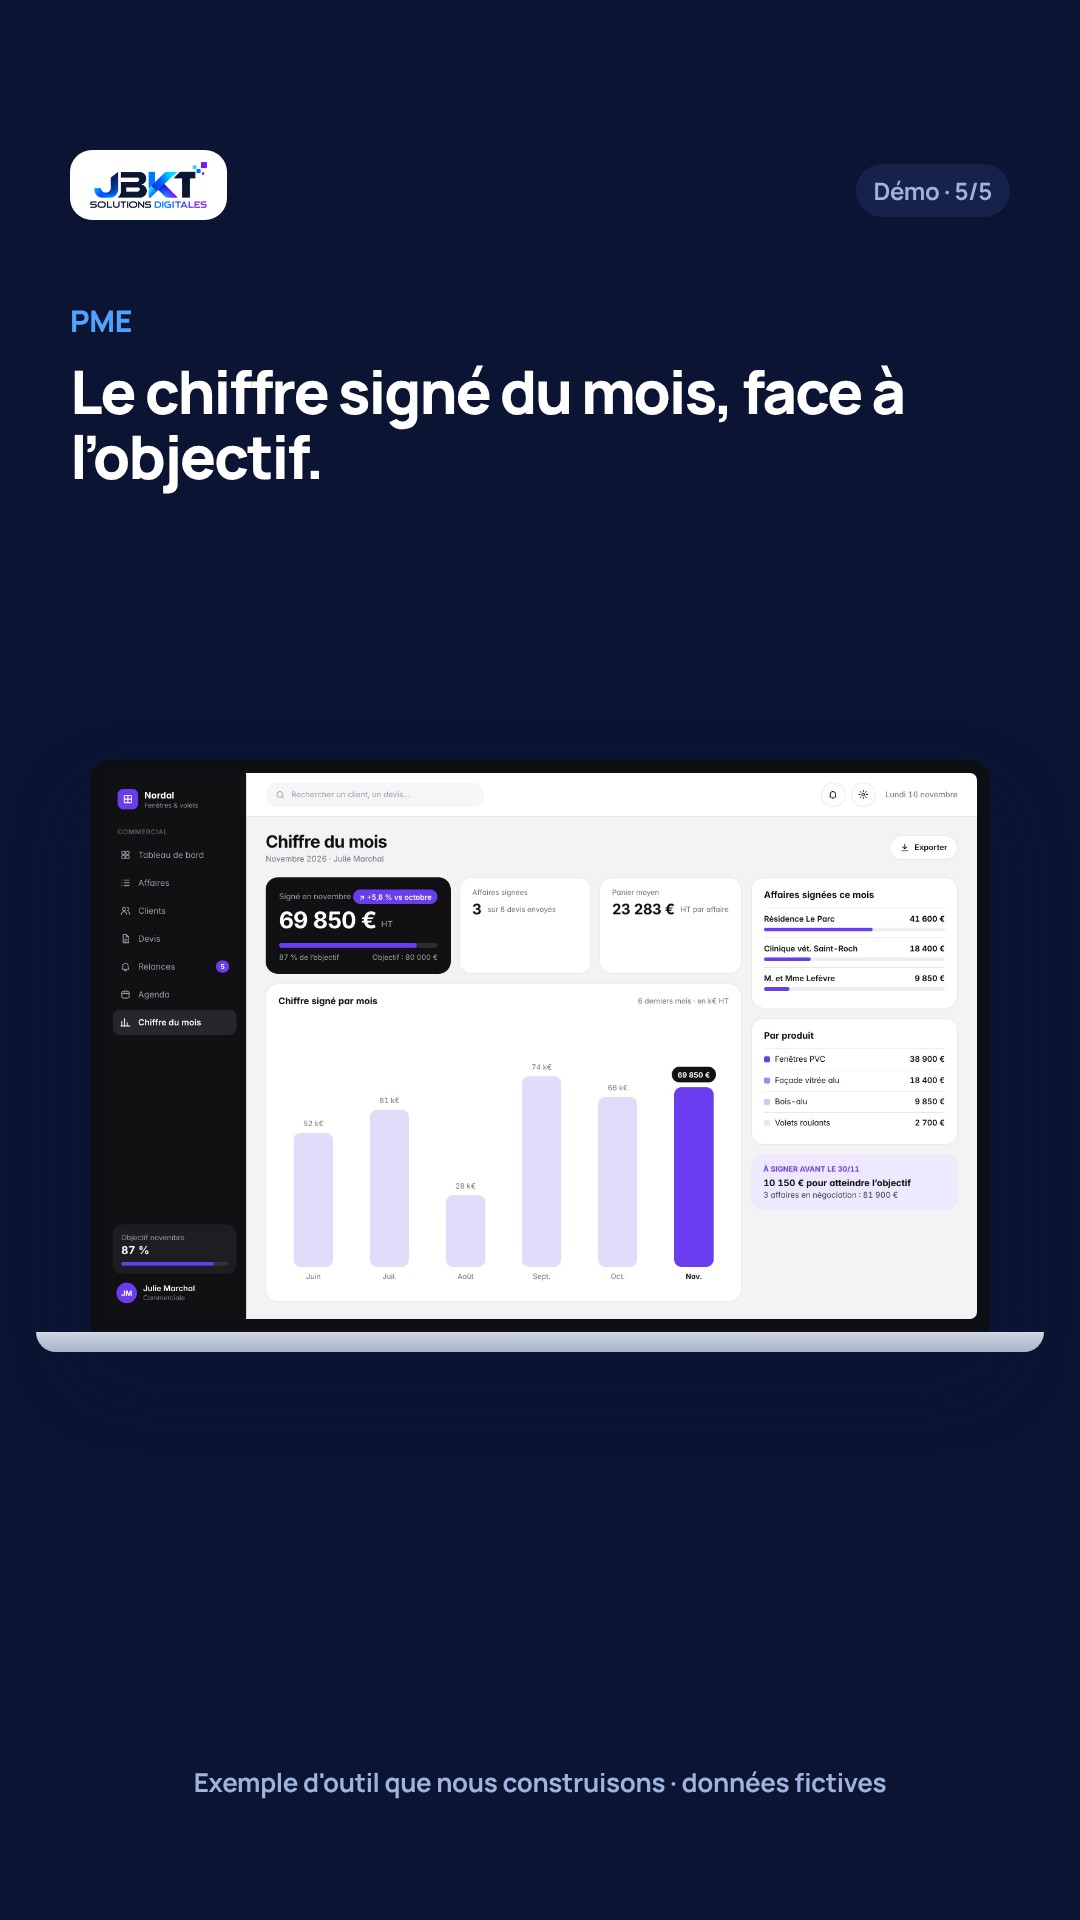 JBKT
SOLUTIONS DIGITALES
Démo · 5/5
PME
Le chiffre signé du mois, face à
l’objectif.
Nordal
Fenêtres & volets
COMMERCIAL
Tableau de bord
Affaires
Clients
Devis
Relances 5
Agenda
Chiffre du mois
Objectif novembre
87 %
JM
Julie Marchal
Commerciale
Rechercher un client, un devis...
Lundi 16 novembre
Chiffre du mois
Novembre 2026 · Julie Marchal
Exporter
Signé en novembre
↗ +5,8 % vs octobre
69 850 € HT
87 % de l’objectif
Objectif : 80 000 €
Affaires signées
3 sur 8 devis envoyés
Panier moyen
23 283 € HT par affaire
Chiffre signé par mois
6 derniers mois · en k€ HT
52 k€
61 k€
28 k€
74 k€
66 k€
69 850 €
Juin
Juil.
Août
Sept.
Oct.
Nov.
Affaires signées ce mois
Résidence Le Parc 41 600 €
Clinique vét. Saint-Roch 18 400 €
M. et Mme Lefèvre 9 850 €
Par produit
Fenêtres PVC 38 900 €
Façade vitrée alu 18 400 €
Bois-alu 9 850 €
Volets roulants 2 700 €
À SIGNER AVANT LE 30/11
10 150 € pour atteindre l’objectif
3 affaires en négociation : 81 900 €
Exemple d'outil que nous construisons · données fictives